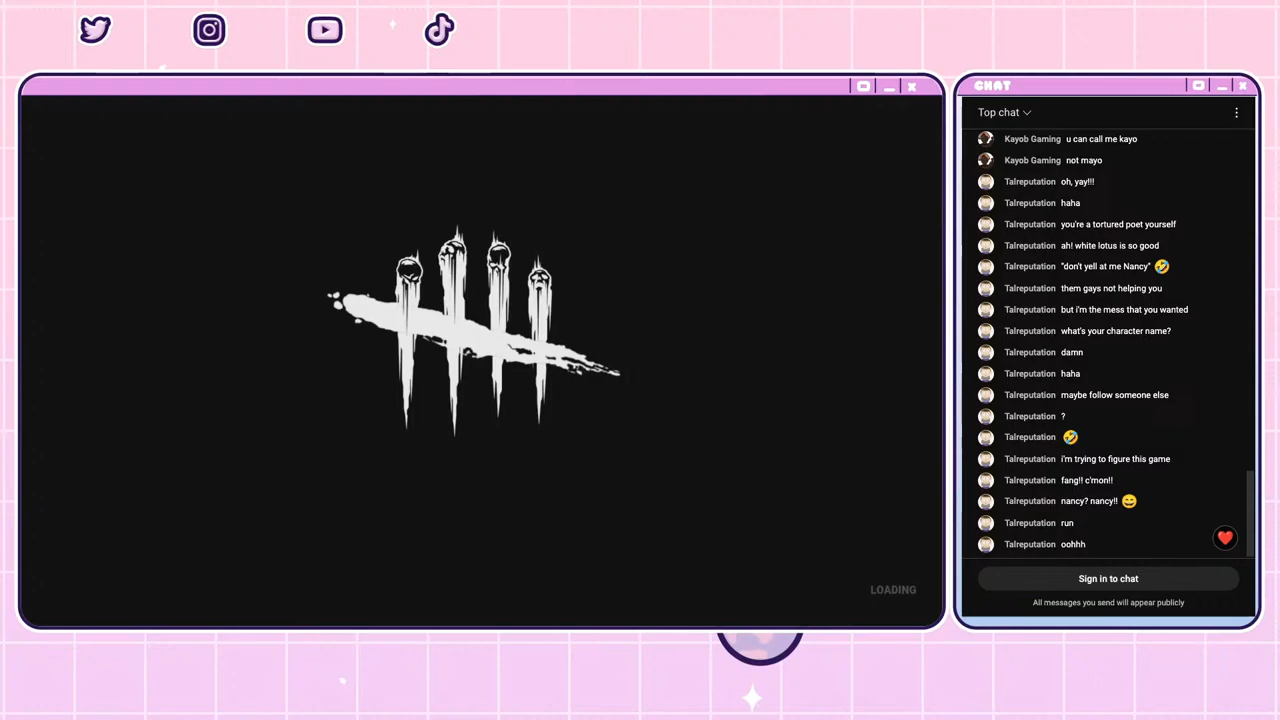 CHAT
Top chat
Kayob Gaming u can call me kayo
Kayob Gaming not mayo
Talreputation oh, yay!!!
Talreputation haha
Talreputation you're a tortured poet yourself
Talreputation ah! white lotus is so good
Talreputation "don't yell at me Nancy" 🤣
Talreputation them gays not helping you
Talreputation but i'm the mess that you wanted
Talreputation what's your character name?
Talreputation damn
Talreputation haha
Talreputation maybe follow someone else
Talreputation ?
Talreputation 🤣
Talreputation i'm trying to figure this game
Talreputation fang!! c'mon!!
Talreputation nancy? nancy!! 😄
Talreputation run
Talreputation oohhh
Sign in to chat
All messages you send will appear publicly
LOADING